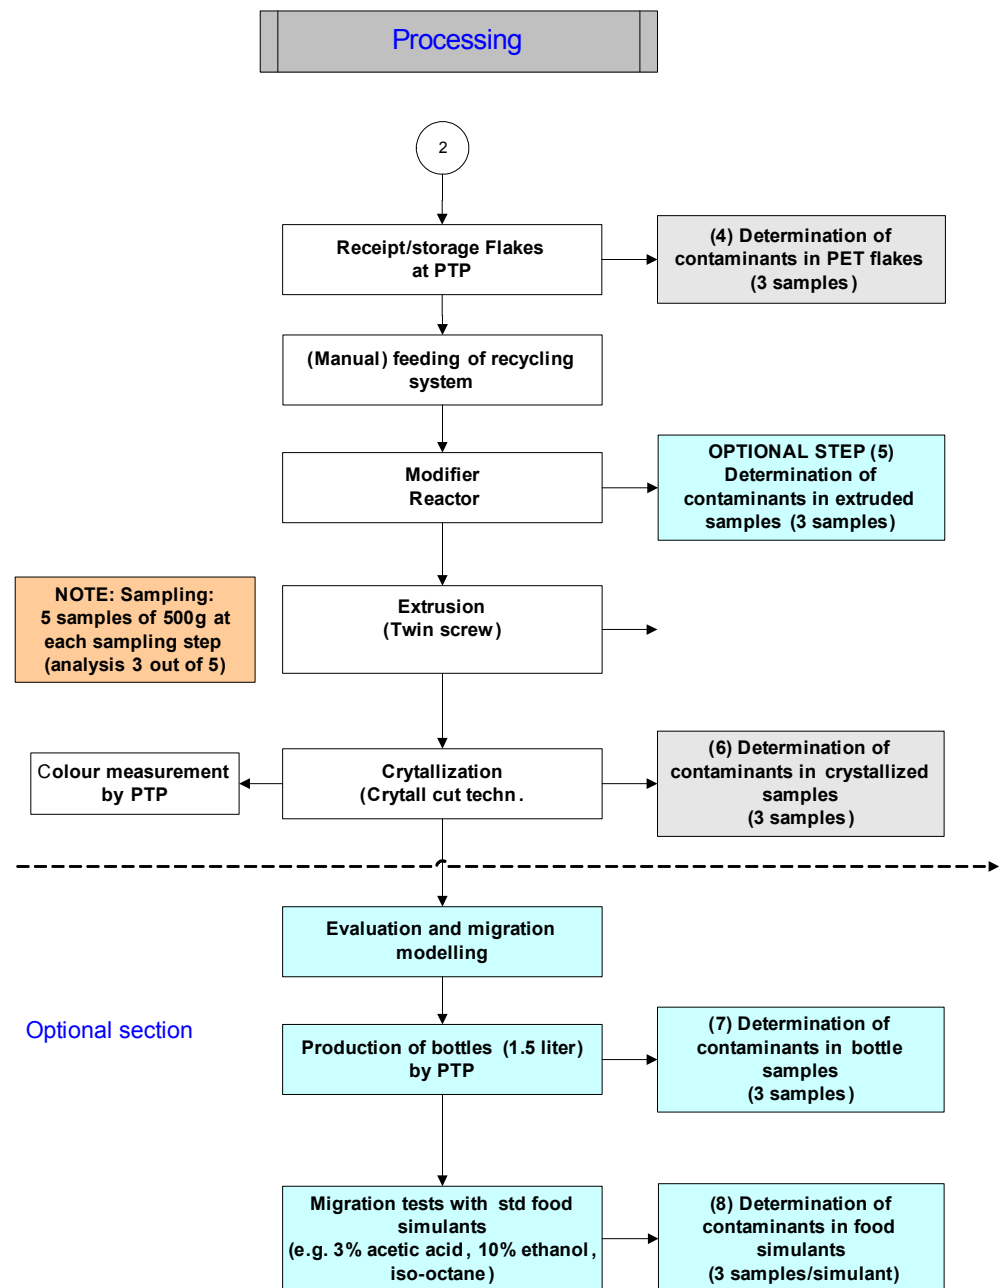 Processing
2
Receipt/storage Flakes
at PTP
(4) Determination of
contaminants in PET flakes
(3 samples)
(Manual) feeding of recycling
system
Modifier
Reactor
OPTIONAL STEP (5)
Determination of
contaminants in extruded
samples (3 samples)
NOTE: Sampling:
5 samples of 500g at
each sampling step
(analysis 3 out of 5)
Extrusion
(Twin screw)
Colour measurement
by PTP
Crytallization
(Crytall cut techn.
(6) Determination of
contaminants in crystallized
samples
(3 samples)
Evaluation and migration
modelling
Optional section
Production of bottles (1.5 liter)
by PTP
(7) Determination of
contaminants in bottle
samples
(3 samples)
Migration tests with std food
simulants
(e.g. 3% acetic acid, 10% ethanol,
iso-octane)
(8) Determination of
contaminants in food
simulants
(3 samples/simulant)